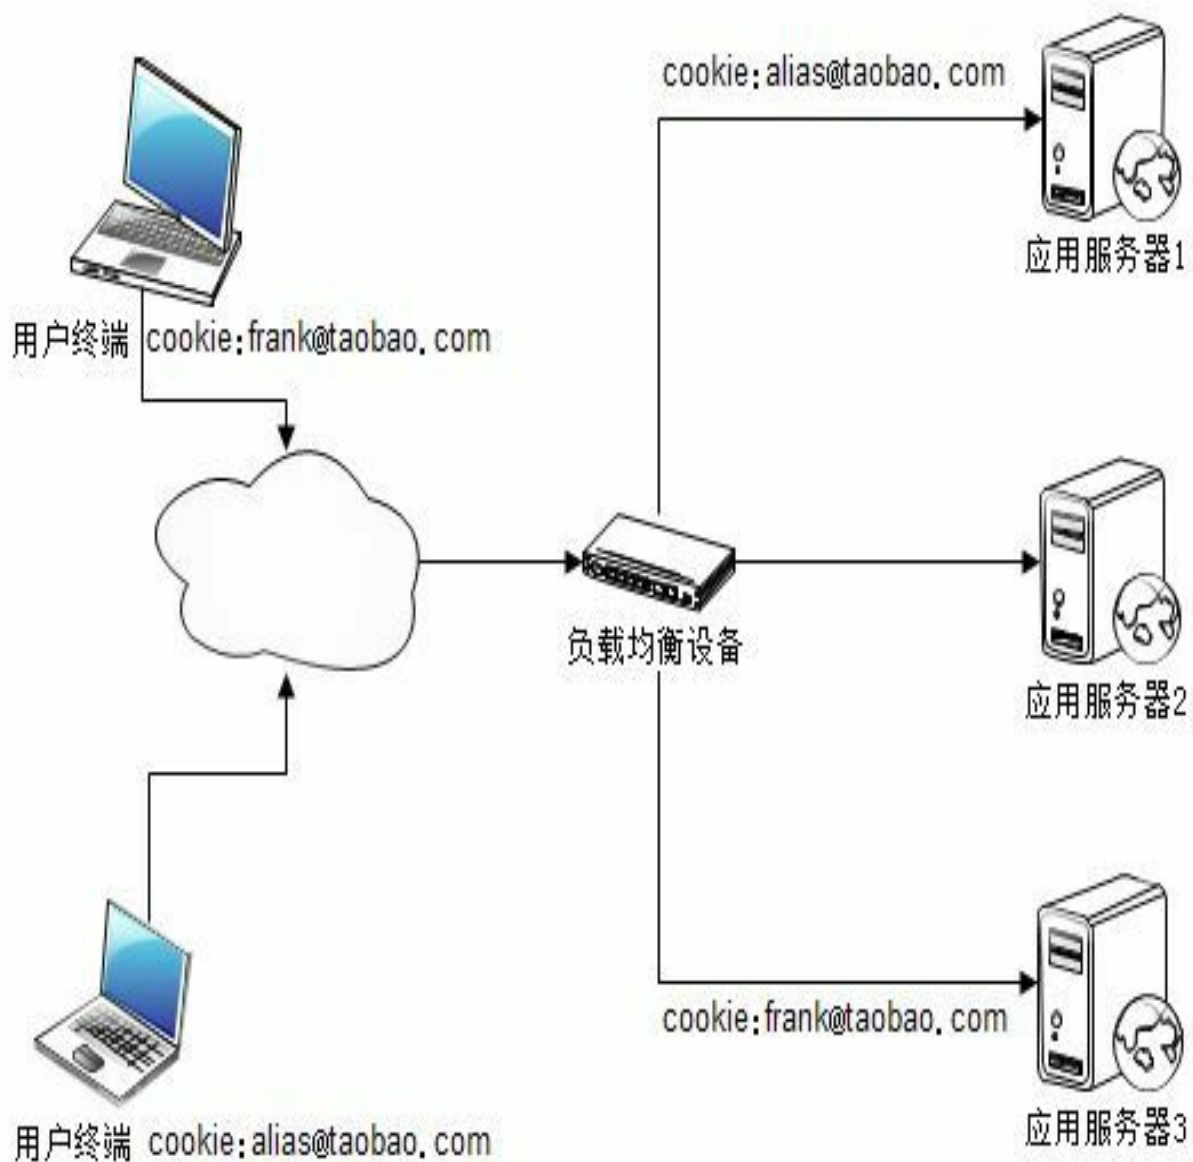 cookie:alias@taobao.com
应用服务器1
用户终端 cookie:frank@taobao.com
负载均衡设备
应用服务器2
cookie:frank@taobao.com
应用服务器3
用户终端 cookie:alias@taobao.com